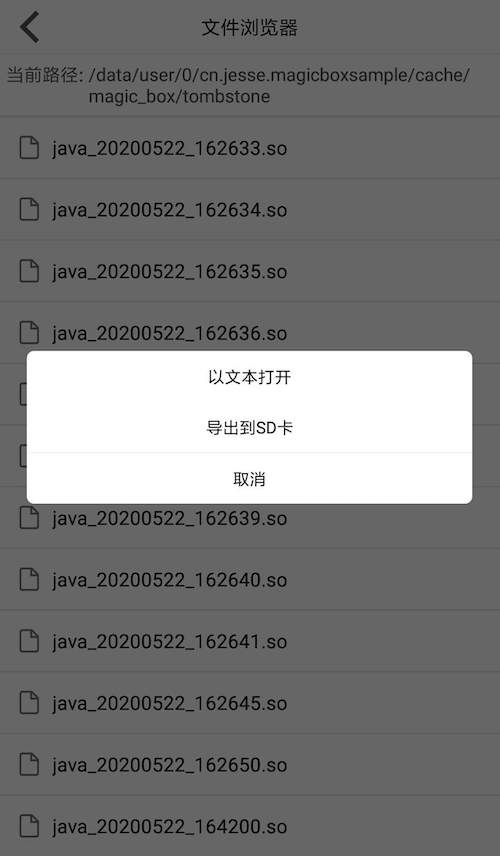 文件浏览器
当前路径: /data/user/0/cn.jesse.magicboxsample/cache/
magic_box/tombstone
java_20200522_162633.so
java_20200522_162634.so
java_20200522_162635.so
java_20200522_162636.so
以文本打开
导出到SD卡
取消
java_20200522_162639.so
java_20200522_162640.so
java_20200522_162641.so
java_20200522_162645.so
java_20200522_162650.so
java_20200522_164200.so